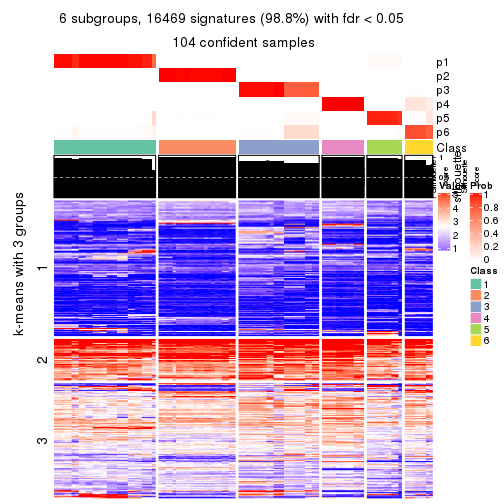 6 subgroups, 16469 signatures (98.8%) with fdr < 0.05
104 confident samples
p1
p2
p3
p4
p5
p6
Class
1
silhouette
score
Value
4
3
2
1
Prob
1
0.8
0.6
0.4
0.2
0
Class
1
2
3
4
5
6
k-means with 3 groups
1
2
3